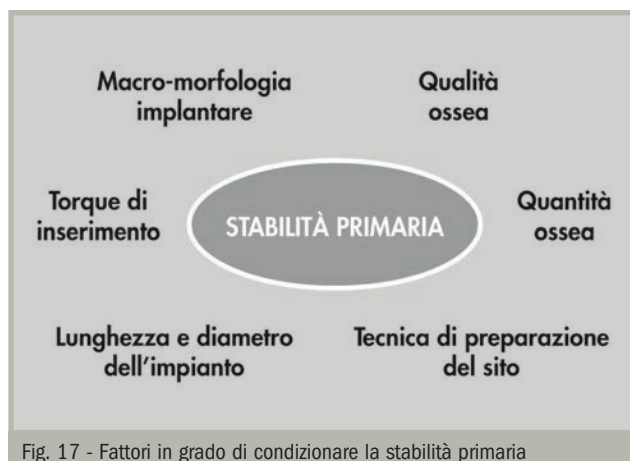 Macro-morfologia
implantare
Qualità
ossea
Torque di
inserimento
STABILITÀ PRIMARIA
Quantità
ossea
Lunghezza e diametro
dell'impianto
Tecnica di preparazione
del sito
Fig. 17 - Fattori in grado di condizionare la stabilità primaria